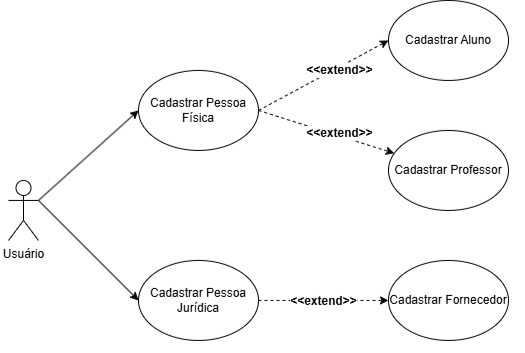 Cadastrar Aluno
<<extend>>
Cadastrar Pessoa
Física
<<extend>>
Cadastrar Professor
Usuário
Cadastrar Pessoa
Jurídica
<<extend>>
Cadastrar Fornecedor